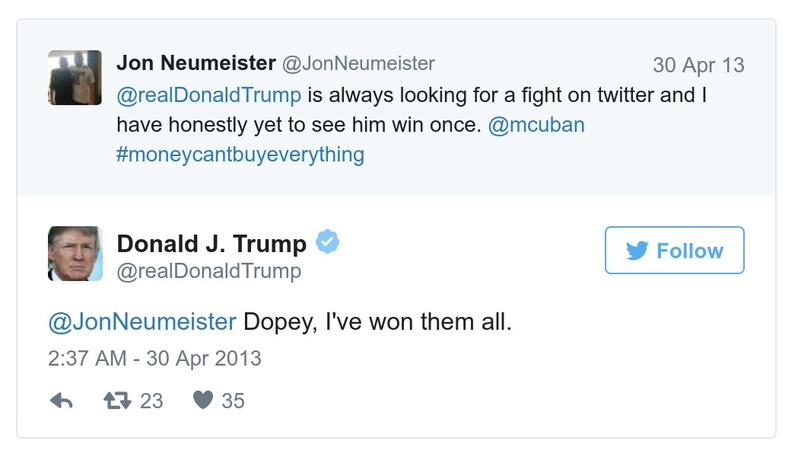 Jon Neumeister @JonNeumeister 30 Apr 13
@realDonaldTrump is always looking for a fight on twitter and I
have honestly yet to see him win once. @mcuban
#moneycantbuyeverything
Donald J. Trump
@realDonaldTrump
Follow
@JonNeumeister Dopey, I've won them all.
2:37 AM - 30 Apr 2013
23 35